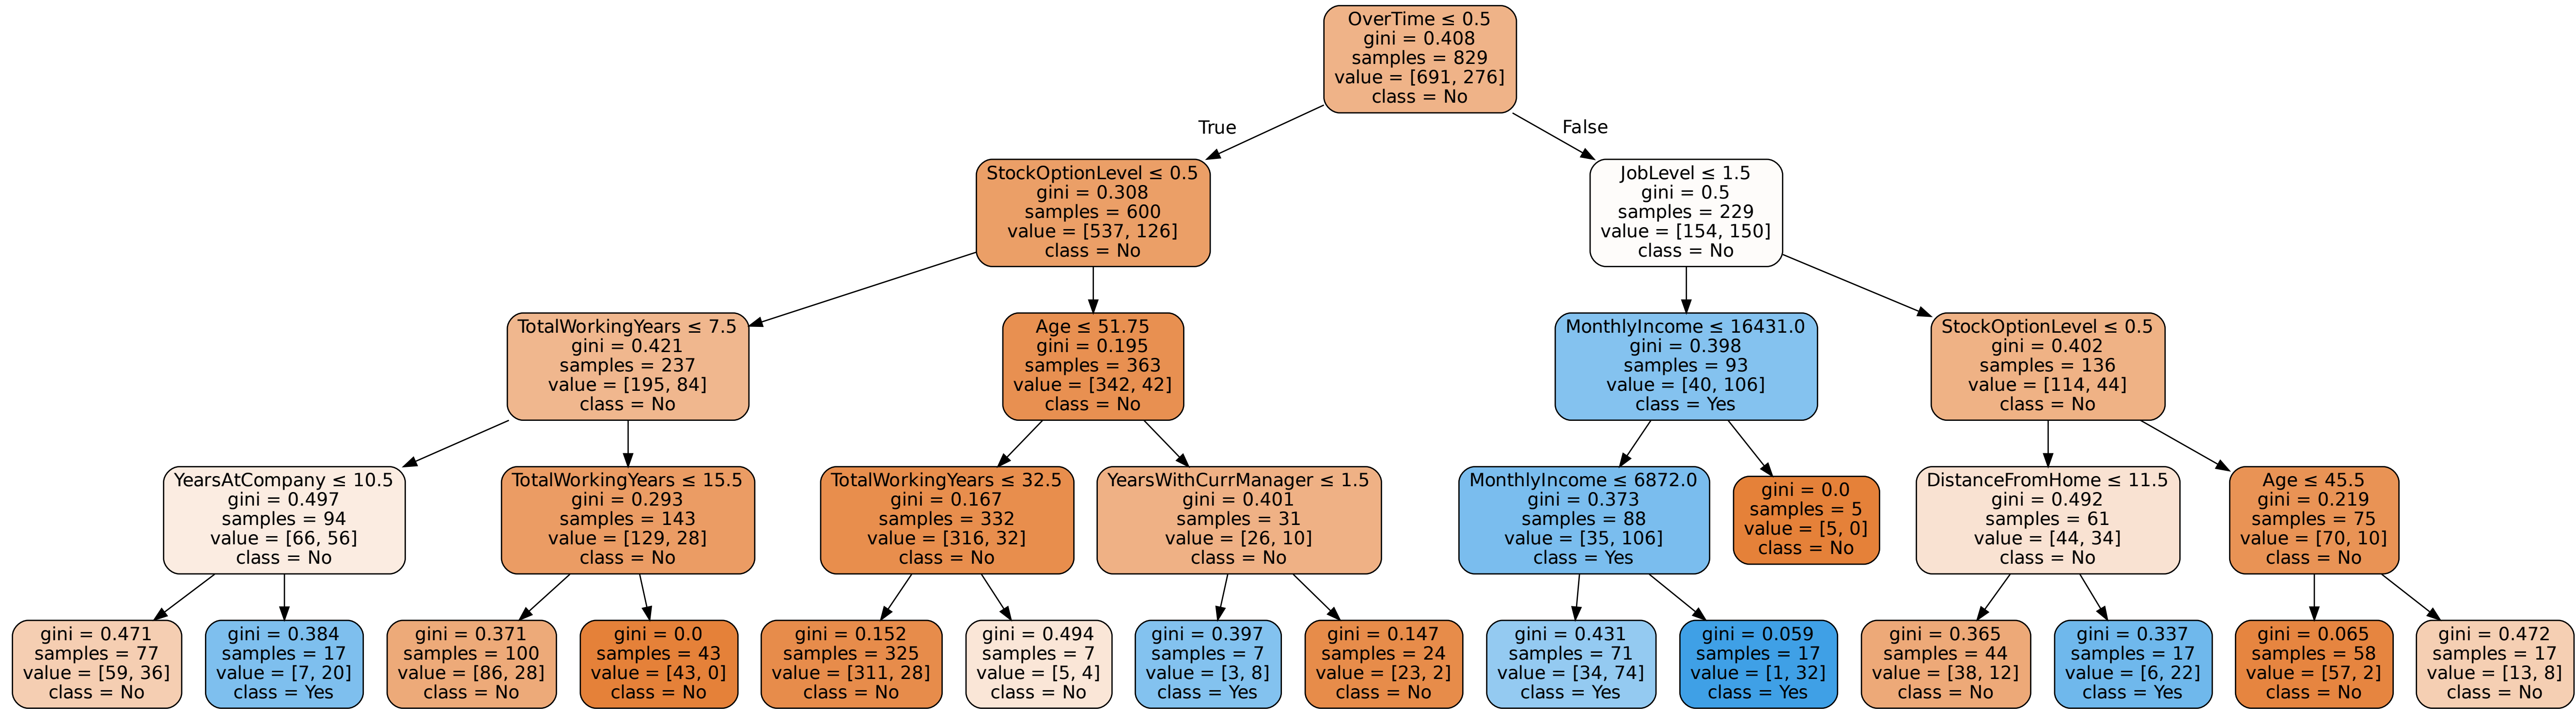 OverTime ≤ 0.5
gini = 0.408
samples = 829
value = [691, 276]
class = No
True
False
StockOptionLevel ≤ 0.5
gini = 0.308
samples = 600
value = [537, 126]
class = No
JobLevel ≤ 1.5
gini = 0.5
samples = 229
value = [154, 150]
class = No
TotalWorkingYears ≤ 7.5
gini = 0.421
samples = 237
value = [195, 84]
class = No
Age ≤ 51.75
gini = 0.195
samples = 363
value = [342, 42]
class = No
MonthlyIncome ≤ 16431.0
gini = 0.398
samples = 93
value = [40, 106]
class = Yes
StockOptionLevel ≤ 0.5
gini = 0.402
samples = 136
value = [114, 44]
class = No
YearsAtCompany ≤ 10.5
gini = 0.497
samples = 94
value = [66, 56]
class = No
TotalWorkingYears ≤ 15.5
gini = 0.293
samples = 143
value = [129, 28]
class = No
TotalWorkingYears ≤ 32.5
gini = 0.167
samples = 332
value = [316, 32]
class = No
YearsWithCurrManager ≤ 1.5
gini = 0.401
samples = 31
value = [26, 10]
class = No
MonthlyIncome ≤ 6872.0
gini = 0.373
samples = 88
value = [35, 106]
class = Yes
gini = 0.0
samples = 5
value = [5, 0]
class = No
DistanceFromHome ≤ 11.5
gini = 0.492
samples = 61
value = [44, 34]
class = No
Age ≤ 45.5
gini = 0.219
samples = 75
value = [70, 10]
class = No
gini = 0.471
samples = 77
value = [59, 36]
class = No
gini = 0.384
samples = 17
value = [7, 20]
class = Yes
gini = 0.371
samples = 100
value = [86, 28]
class = No
gini = 0.0
samples = 43
value = [43, 0]
class = No
gini = 0.152
samples = 325
value = [311, 28]
class = No
gini = 0.494
samples = 7
value = [5, 4]
class = No
gini = 0.397
samples = 7
value = [3, 8]
class = Yes
gini = 0.147
samples = 24
value = [23, 2]
class = No
gini = 0.431
samples = 71
value = [34, 74]
class = Yes
gini = 0.059
samples = 17
value = [1, 32]
class = Yes
gini = 0.365
samples = 44
value = [38, 12]
class = No
gini = 0.337
samples = 17
value = [6, 22]
class = Yes
gini = 0.065
samples = 58
value = [57, 2]
class = No
gini = 0.472
samples = 17
value = [13, 8]
class = No